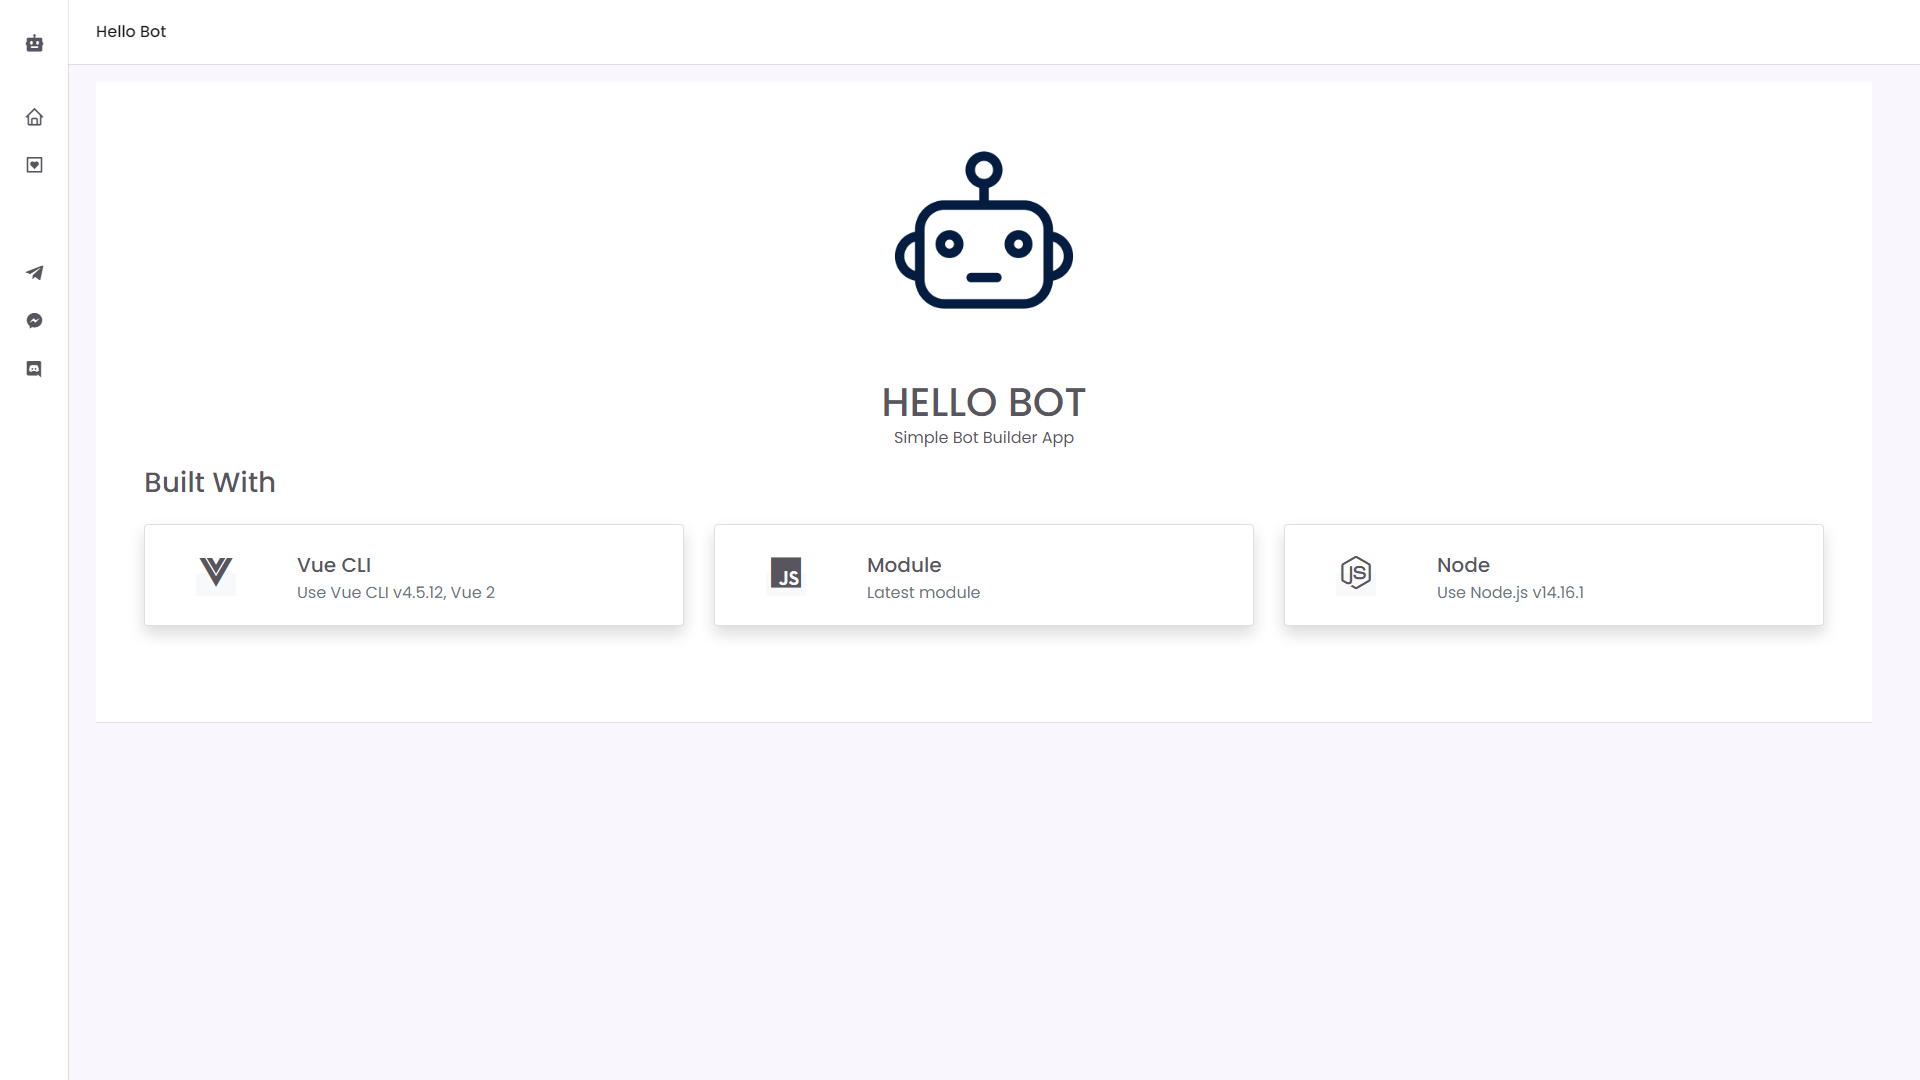 Hello Bot
HELLO BOT
Simple Bot Builder App
Built With
Vue CLI
Use Vue CLI v4.5.12, Vue 2
JS
Module
Latest module
JS
Node
Use Node.js v14.16.1